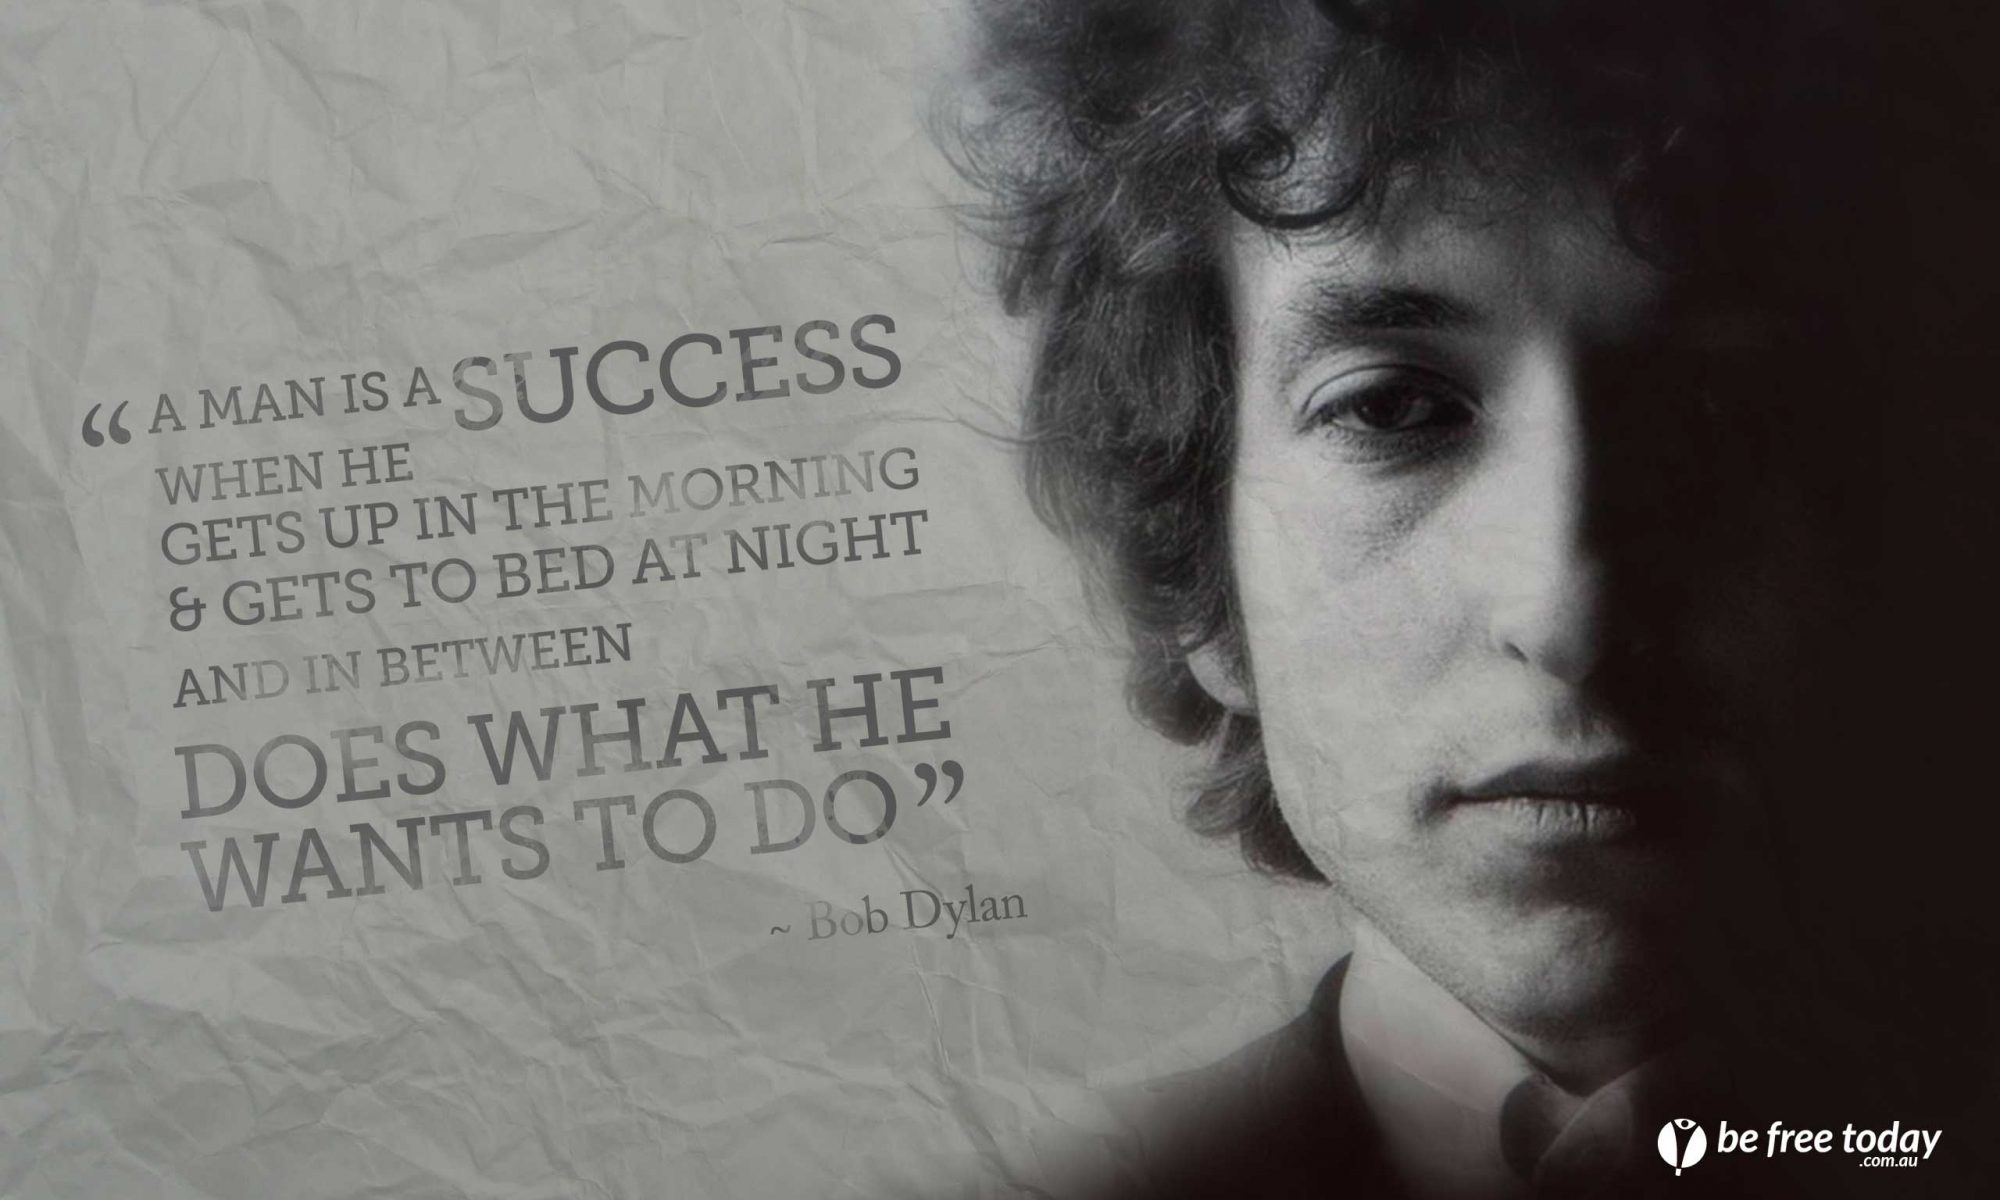 “ A MAN IS A SUCCESS
WHEN HE
GETS UP IN THE MORNING
& GETS TO BED AT NIGHT
AND IN BETWEEN
DOES WHAT HE
WANTS TO DO”
~ Bob Dylan
be free today
.com.au